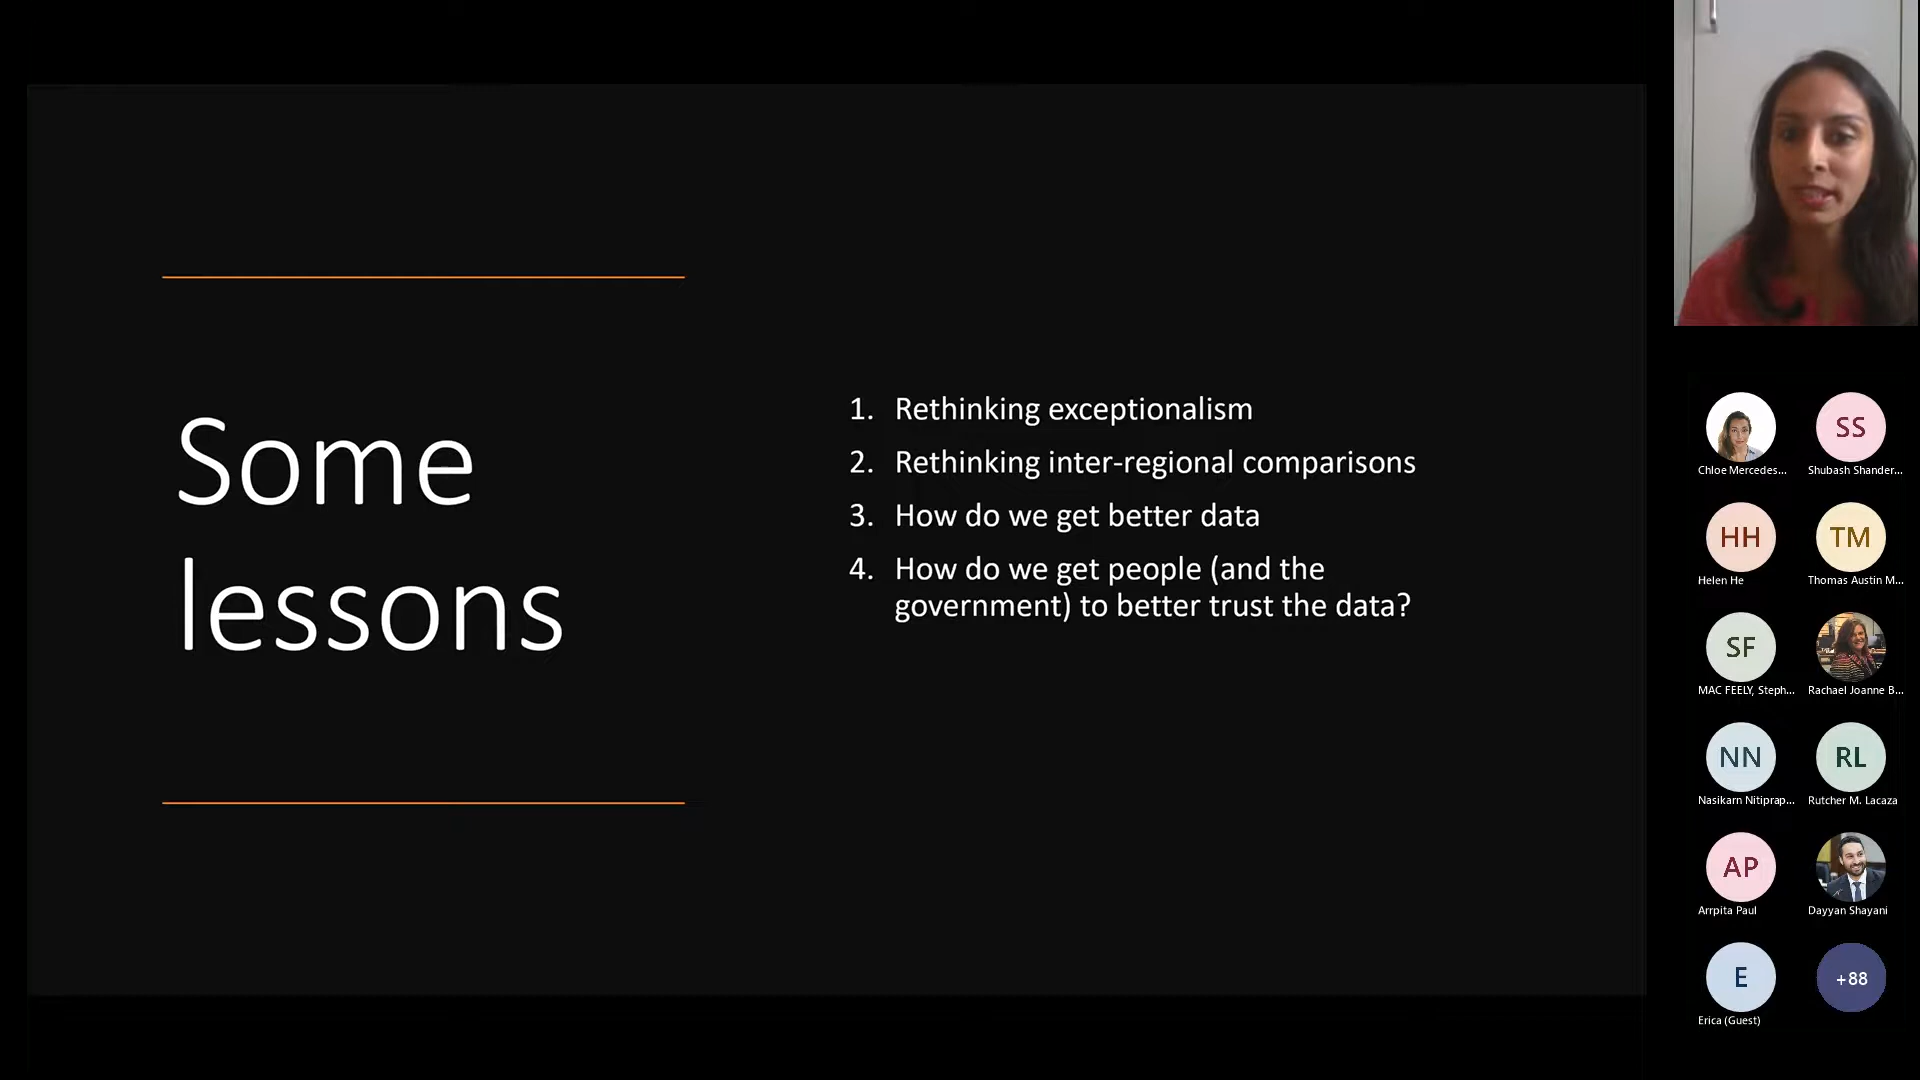 Some
lessons
1. Rethinking exceptionalism
2. Rethinking inter-regional comparisons
3. How do we get better data
4. How do we get people (and the
government) to better trust the data?
Chloe Mercedes...
SS
Shubash Shander...
HH
Helen He
TM
Thomas Austin M...
SF
MAC FEELY, Steph...
Rachael Joanne B...
NN
Nasikarn Nitiprap...
RL
Rutcher M. Lacaza
AP
Arrpita Paul
Dayyan Shayani
E
Erica (Guest)
+88